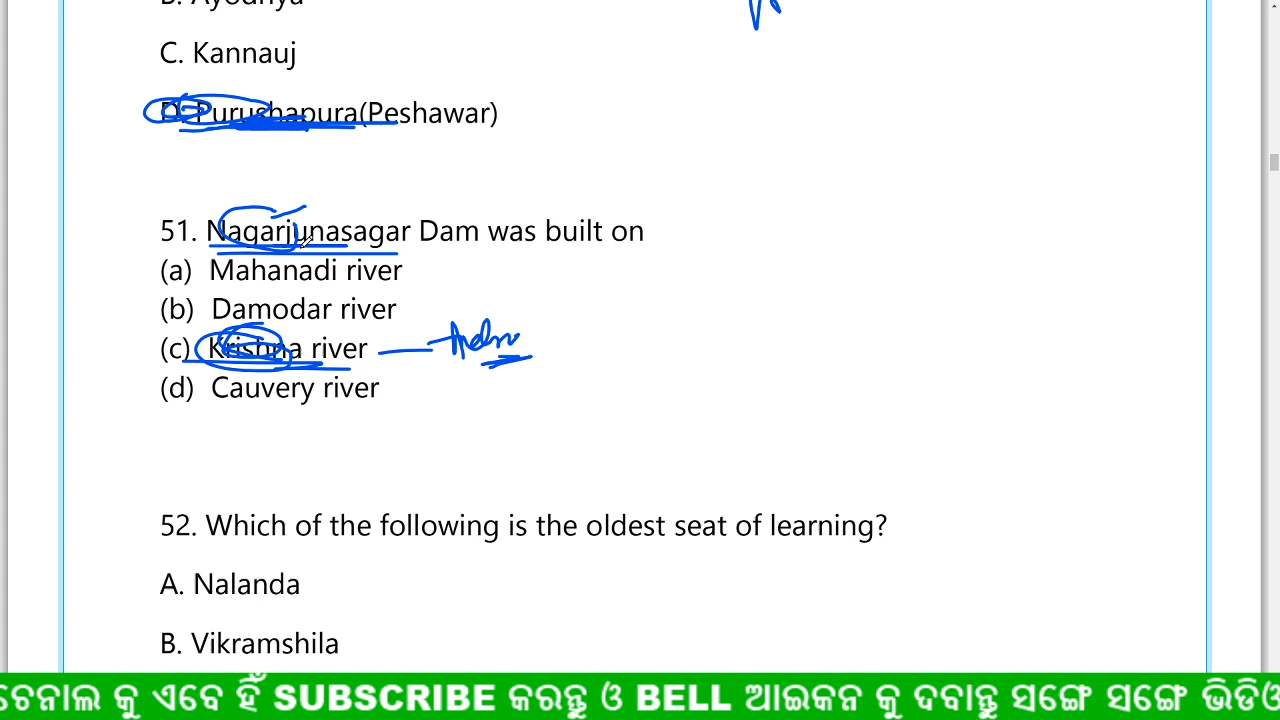 B. Ayodhya
C. Kannauj
D. Purushapura(Peshawar)
51. Nagarjunasagar Dam was built on
(a) Mahanadi river
(b) Damodar river
(c) Krishna river
(d) Cauvery river
52. Which of the following is the oldest seat of learning?
A. Nalanda
B. Vikramshila
ଚେନାଲ କୁ ଏବେ ହିଁ SUBSCRIBE କରନ୍ତୁ ଓ BELL ଆଇକନ କୁ ଦବାନ୍ତୁ ସଙ୍ଗେ ସଙ୍ଗେ ଭିଡିଓ